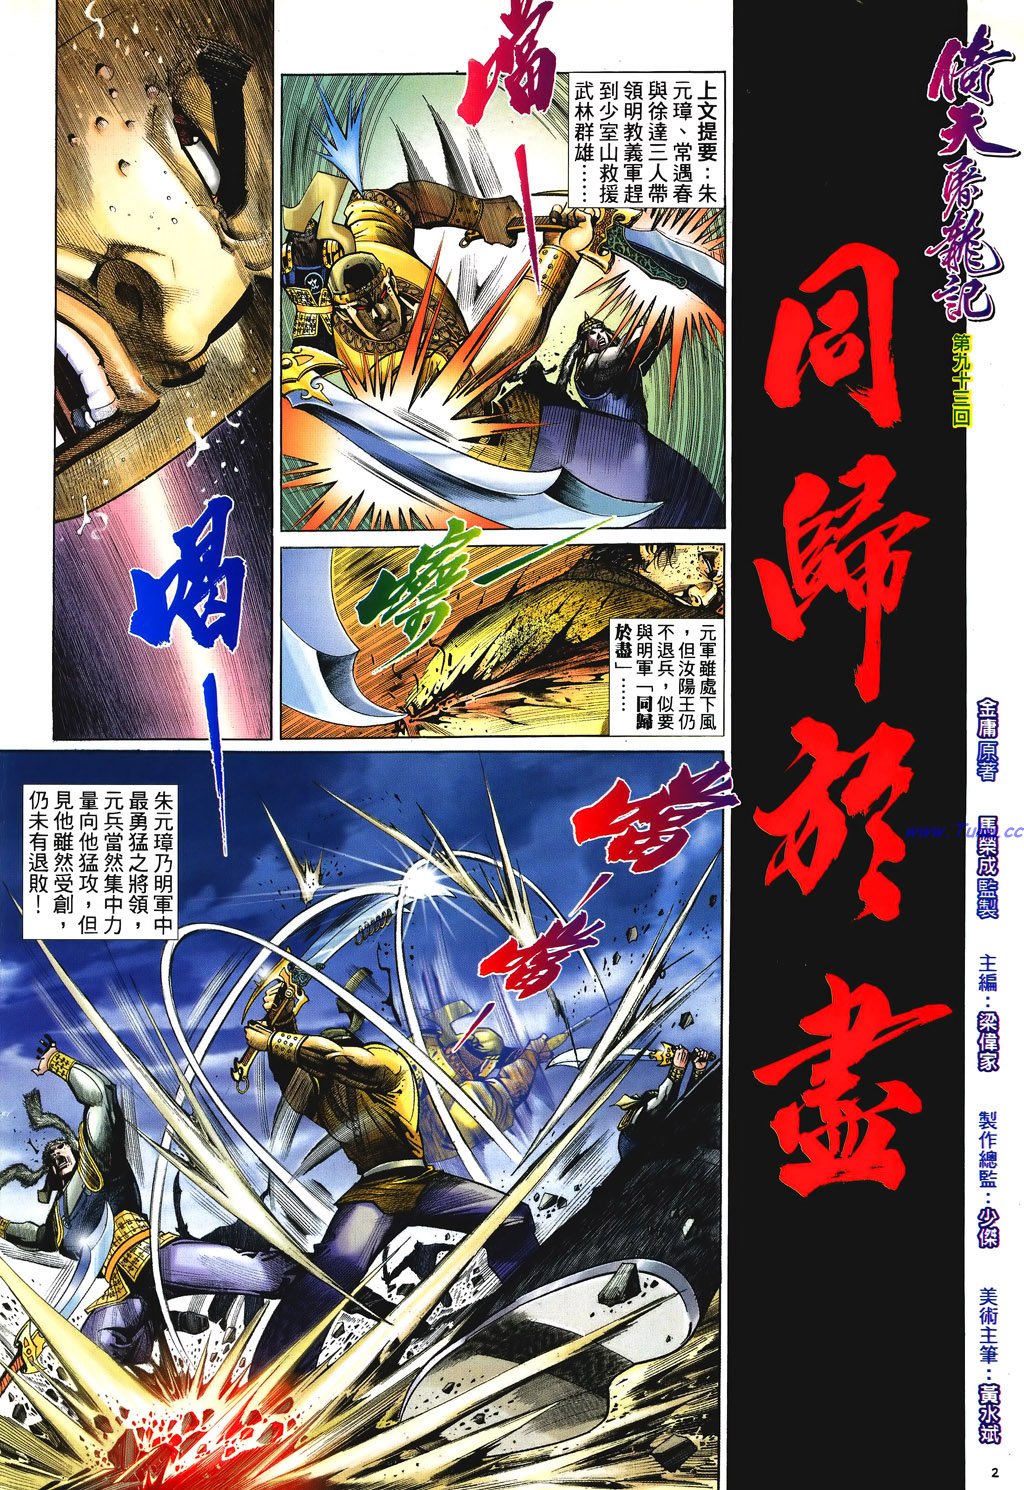 倚天屠龍記
第九十三回
同歸於盡
金庸原著
馬榮成監製
主編：梁偉家
製作總監：少傑
美術主筆：黃水斌
上文提要：朱
元璋、常遇春
與徐達三人帶
領明教義軍趕
到少室山救援
武林群雄……
噹
元軍雖處下風
，但汝陽王仍
不退兵，似要
與明軍「同歸
於盡」……
嚓
喝
噹
噹
朱元璋乃明軍中
最勇猛之將領，
元兵當然集中力
量向他猛攻，但
見他雖然受創，
仍未有退敗！
2